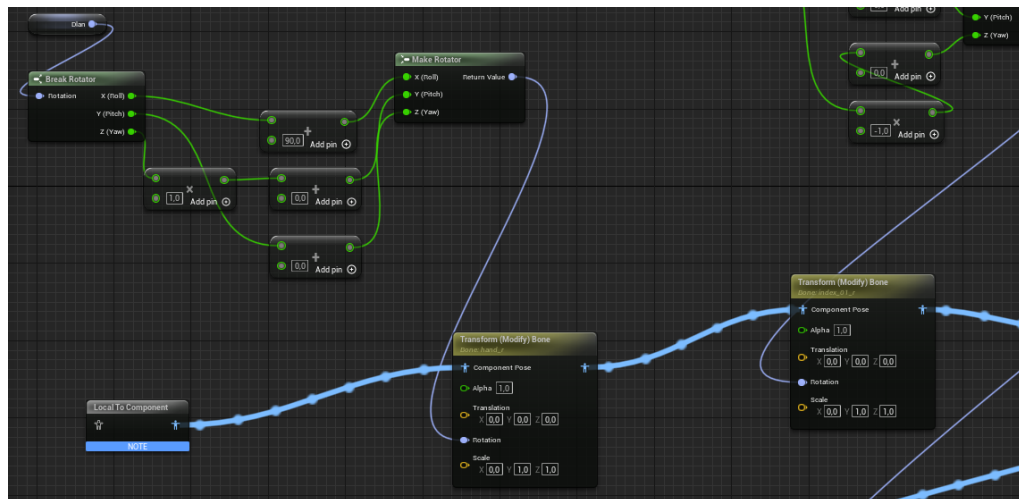 Dlan
Break Rotator
Rotation
X (Roll)
Y (Pitch)
Z (Yaw)
90,0
Add pin
1,0
Add pin
0,0
Add pin
0,0
Add pin
Make Rotator
X (Roll)
Return Value
Y (Pitch)
Z (Yaw)
Add pin
Y (Pitch)
Z (Yaw)
0,0
Add pin
-1,0
Add pin
Local To Component
NOTE
Transform (Modify) Bone
Bone: hand_r
Component Pose
Alpha 1,0
Translation
X 0,0 Y 0,0 Z 0,0
Rotation
Scale
X 0,0 Y 1,0 Z 1,0
Transform (Modify) Bone
Bone: index_01_r
Component Pose
Alpha 1,0
Translation
X 0,0 Y 0,0 Z 0,0
Rotation
Scale
X 0,0 Y 1,0 Z 1,0